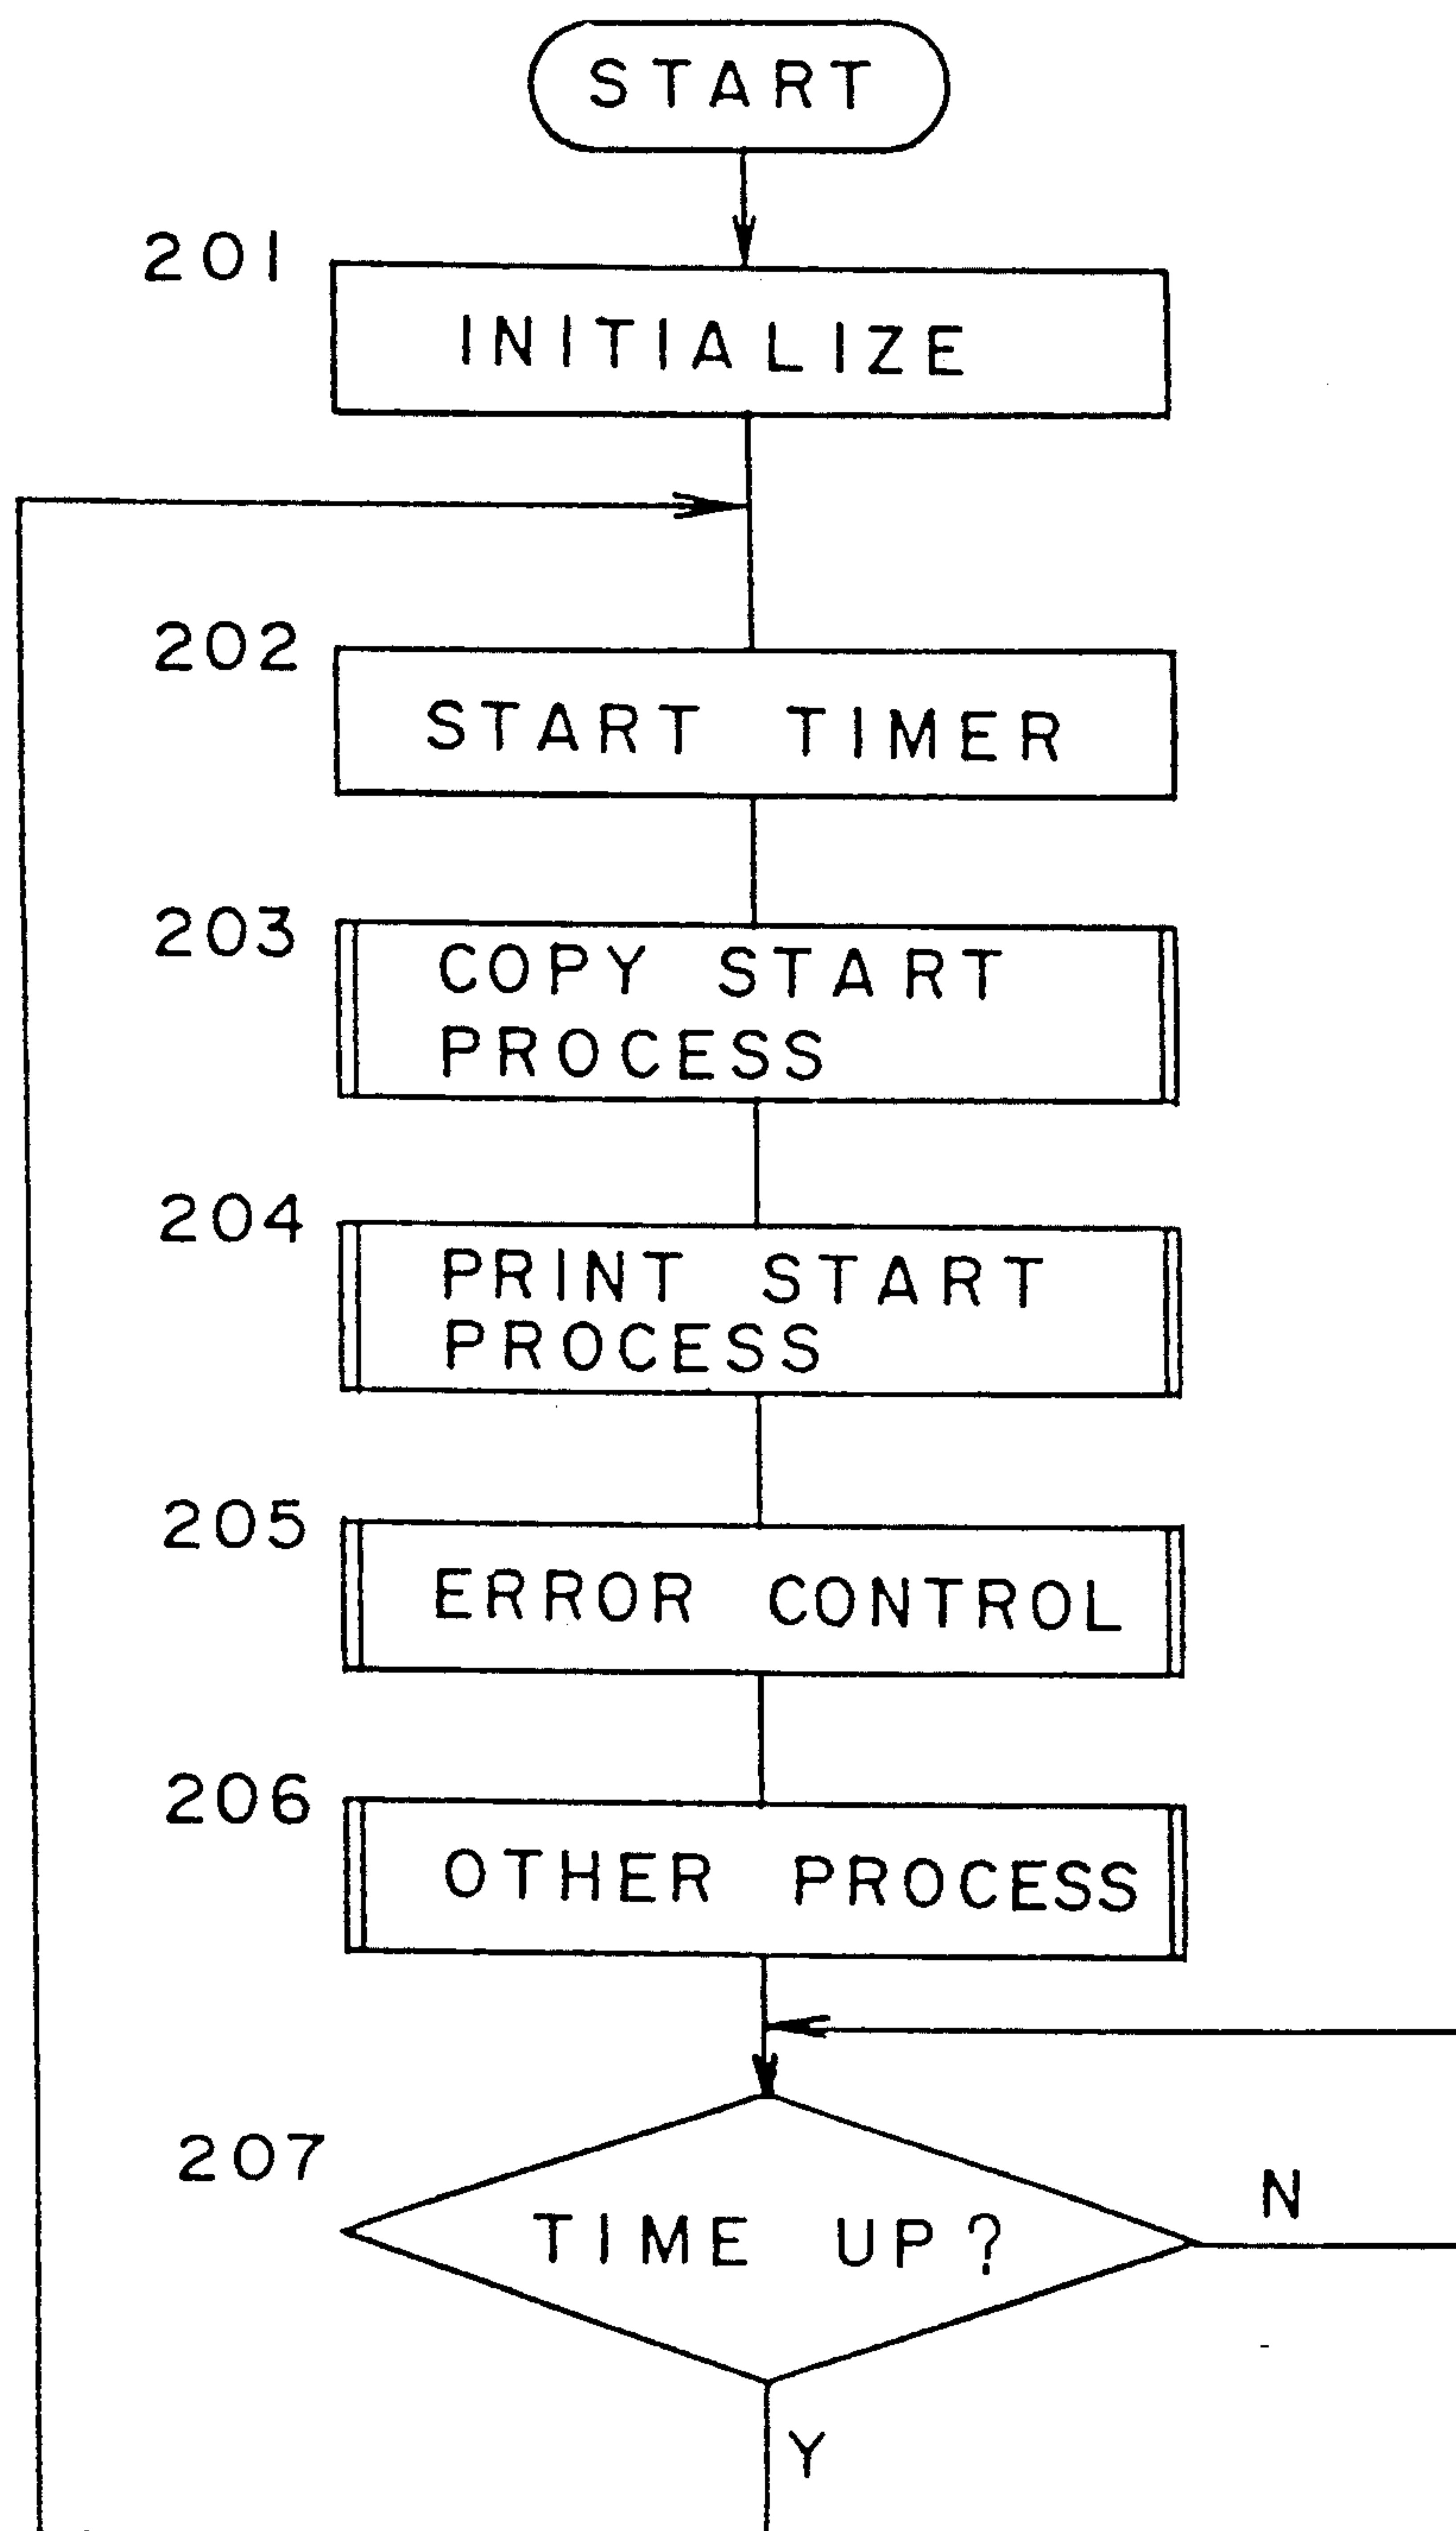 START
201
INITIALIZE
202
START TIMER
203
COPY START
PROCESS
204
PRINT START
PROCESS
205
ERROR CONTROL
206
OTHER PROCESS
207
TIME UP?
N
Y